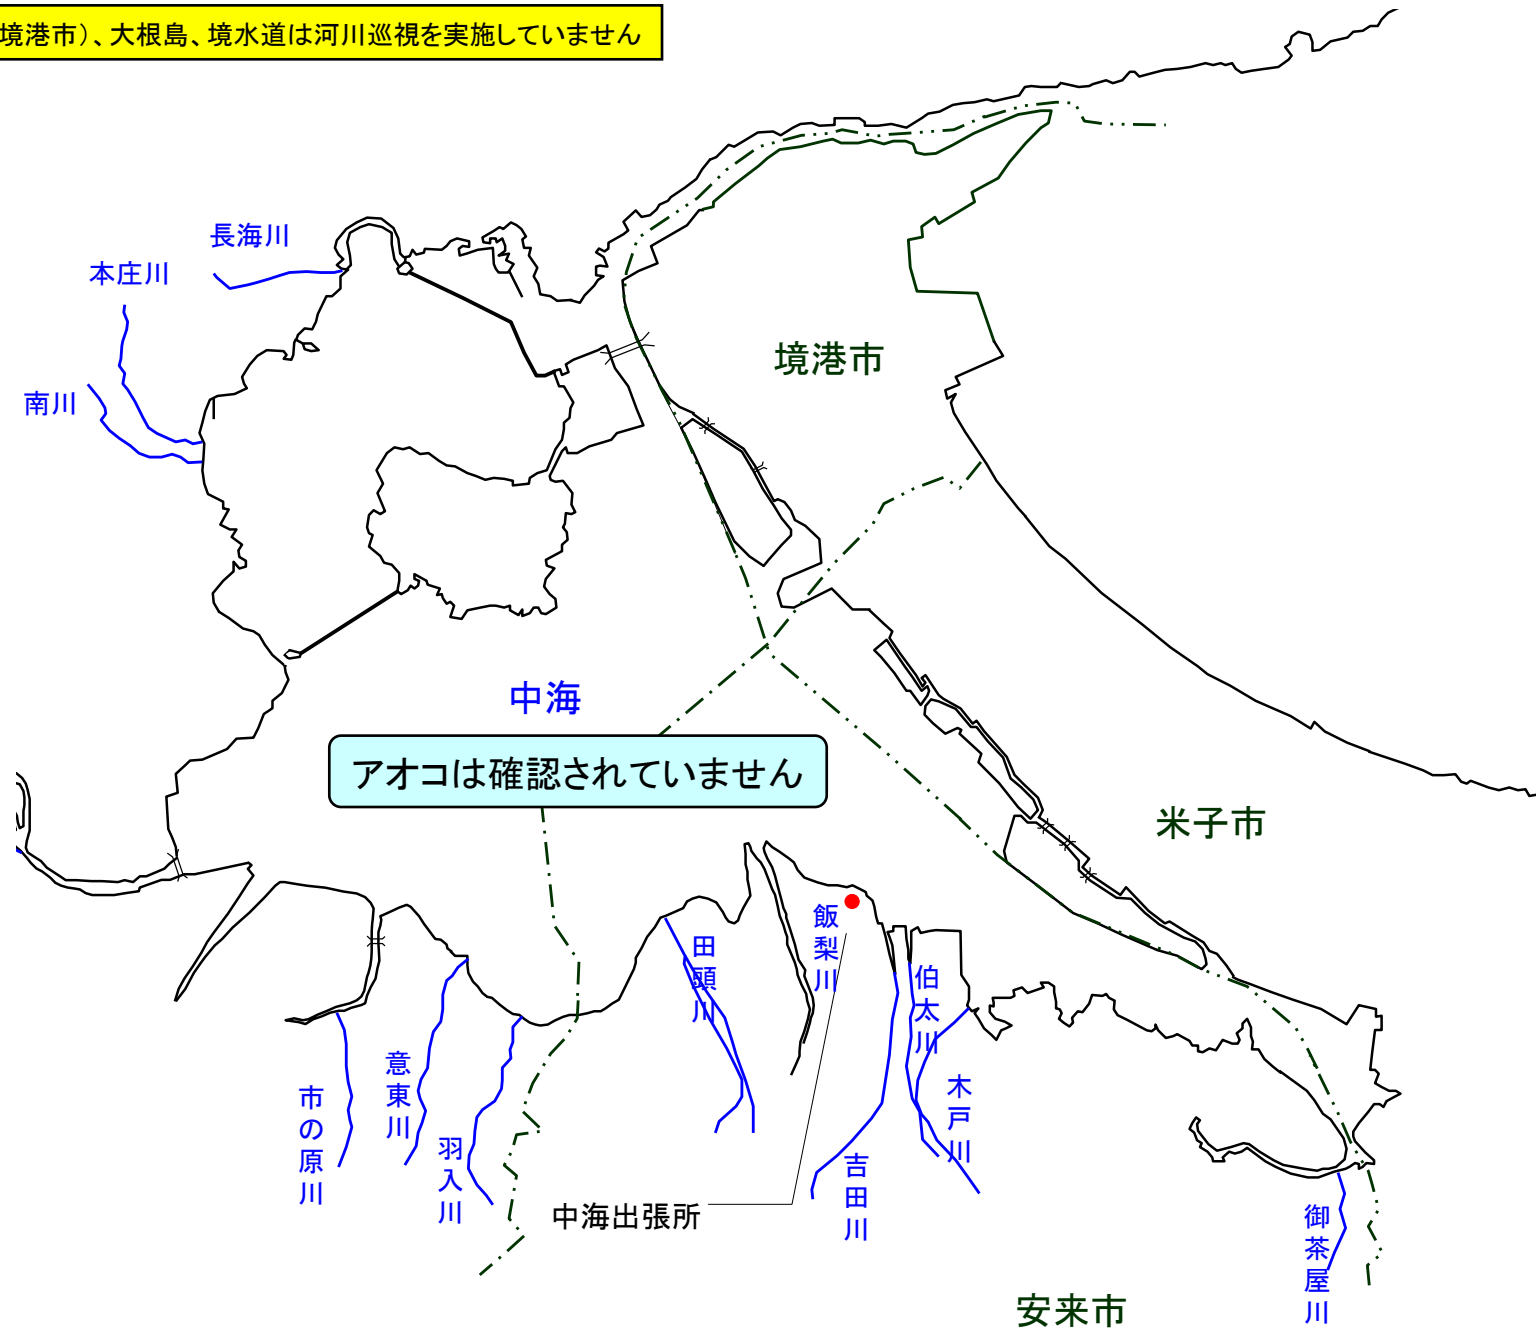 境港市）、大根島、境水道は河川巡視を実施していません
長海川
本庄川
南川
境港市
中海
アオコは確認されていません
米子市
田頭川
飯梨川
伯太川
木戸川
意東川
市の原川
羽入川
吉田川
中海出張所
御茶屋川
安来市